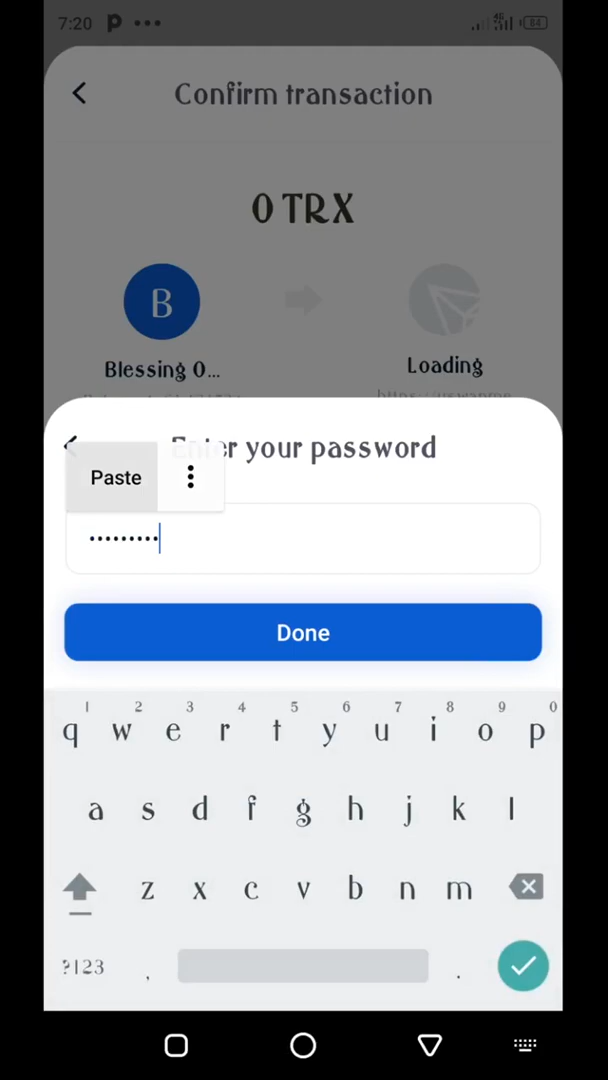 7:20 P ••• 84
Confirm transaction
0 TRX
B
Blessing O... Loading
Enter your password
Paste
•••••••••
Done
1 2 3 4 5 6 7 8 9 0
q w e r t y u i o p
a s d f g h j k l
z x c v b n m
?123 , .